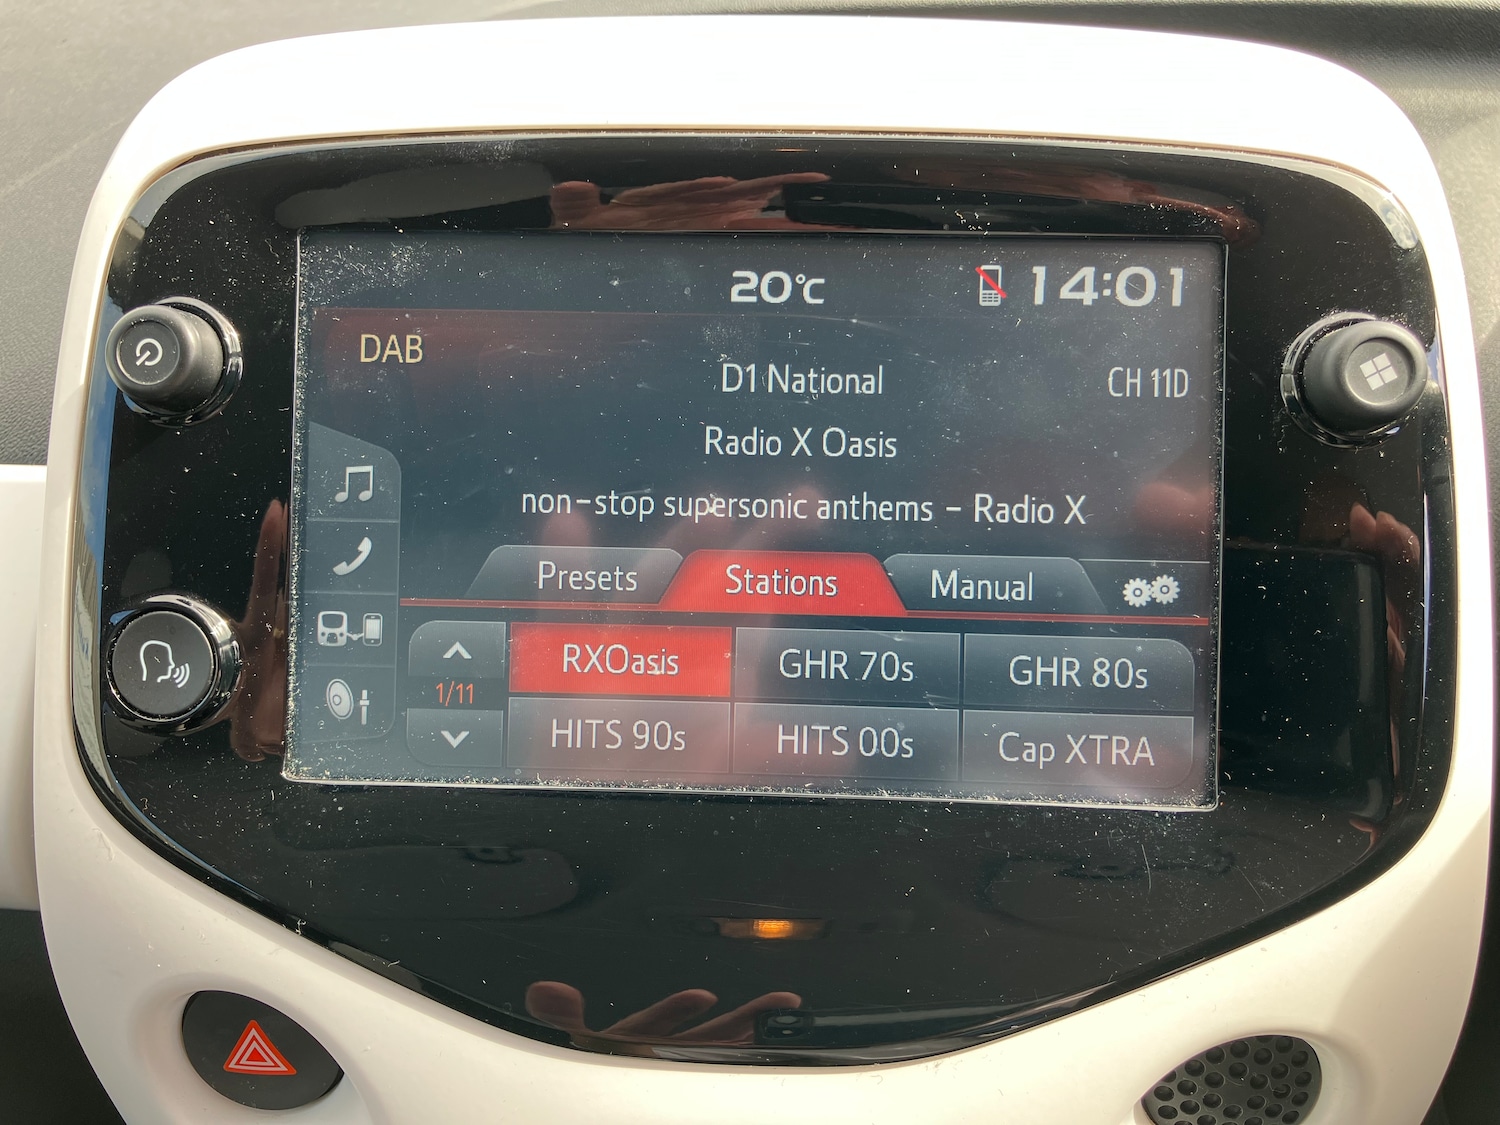 20°C 14:01
DAB
D1 National CH 11D
Radio X Oasis
non-stop supersonic anthems - Radio X
Presets Stations Manual
RXOasis GHR 70s GHR 80s
1/11
HITS 90s HITS 00s Cap XTRA